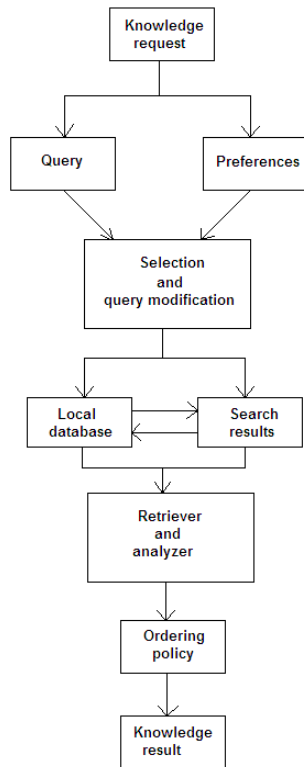 Knowledge
request
Query
Preferences
Selection
and
query modification
Local
database
Search
results
Retriever
and
analyzer
Ordering
policy
Knowledge
result